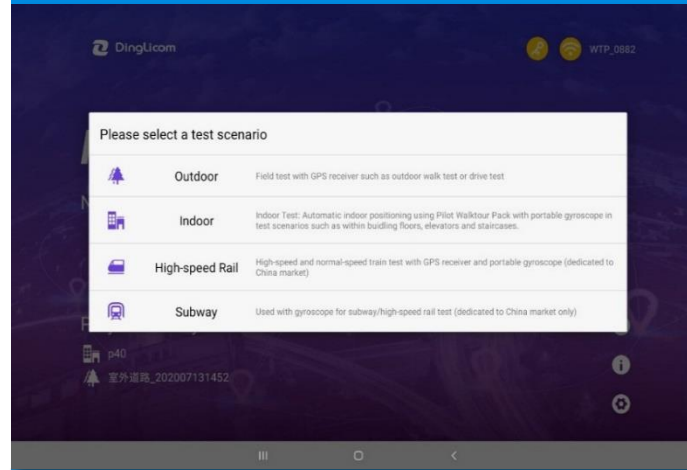 DingLicom
WTP_0882
Please select a test scenario
Outdoor
Field test with GPS receiver such as outdoor walk test or drive test
Indoor
Indoor Test: Automatic indoor positioning using Pilot Walktour Pack with portable gyroscope in
test scenarios such as within buidling floors, elevators and staircases.
High-speed Rail
High-speed and normal-speed train test with GPS receiver and portable gyroscope (dedicated to
China market)
Subway
Used with gyroscope for subway/high-speed rail test (dedicated to China market only)
p40
室外道路_202007131452